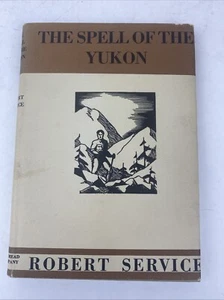 THE SPELL OF THE
YUKON
ROBERT SERVICE